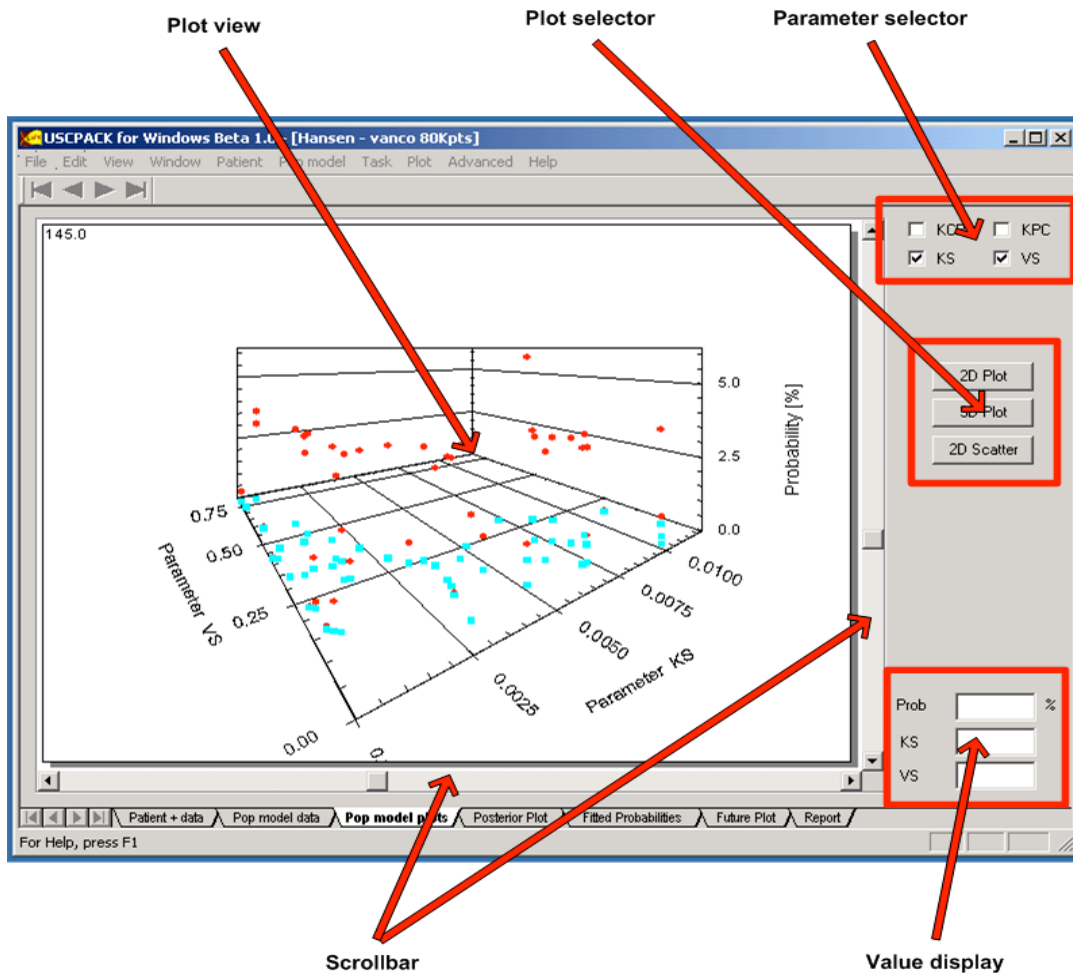 Plot view
Plot selector
Parameter selector
USCPACK for Windows Beta 1. - [Hansen - vanco 80Kpts]
File Edit View Window Patient Pop model Task Plot Advanced Help
145.0
KPC
KS VS
2D Plot
Plot
2D Scatter
5.0
2.5
0.0
Probability [%]
0.75
0.50
0.25
0.00
Parameter VS
0.0100
0.0075
0.0050
0.0025
Parameter KS
Prob %
KS
VS
Patient + data Pop model data Pop model plots Posterior Plot Fitted Probabilities Future Plot Report
For Help, press F1
Scrollbar
Value display